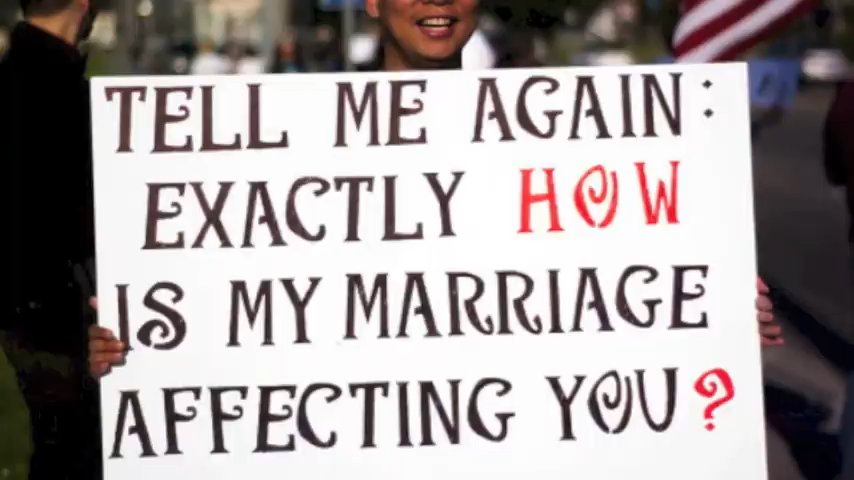 TELL ME AGAIN:
EXACTLY HOW
IS MY MARRIAGE
AFFECTING YOU?